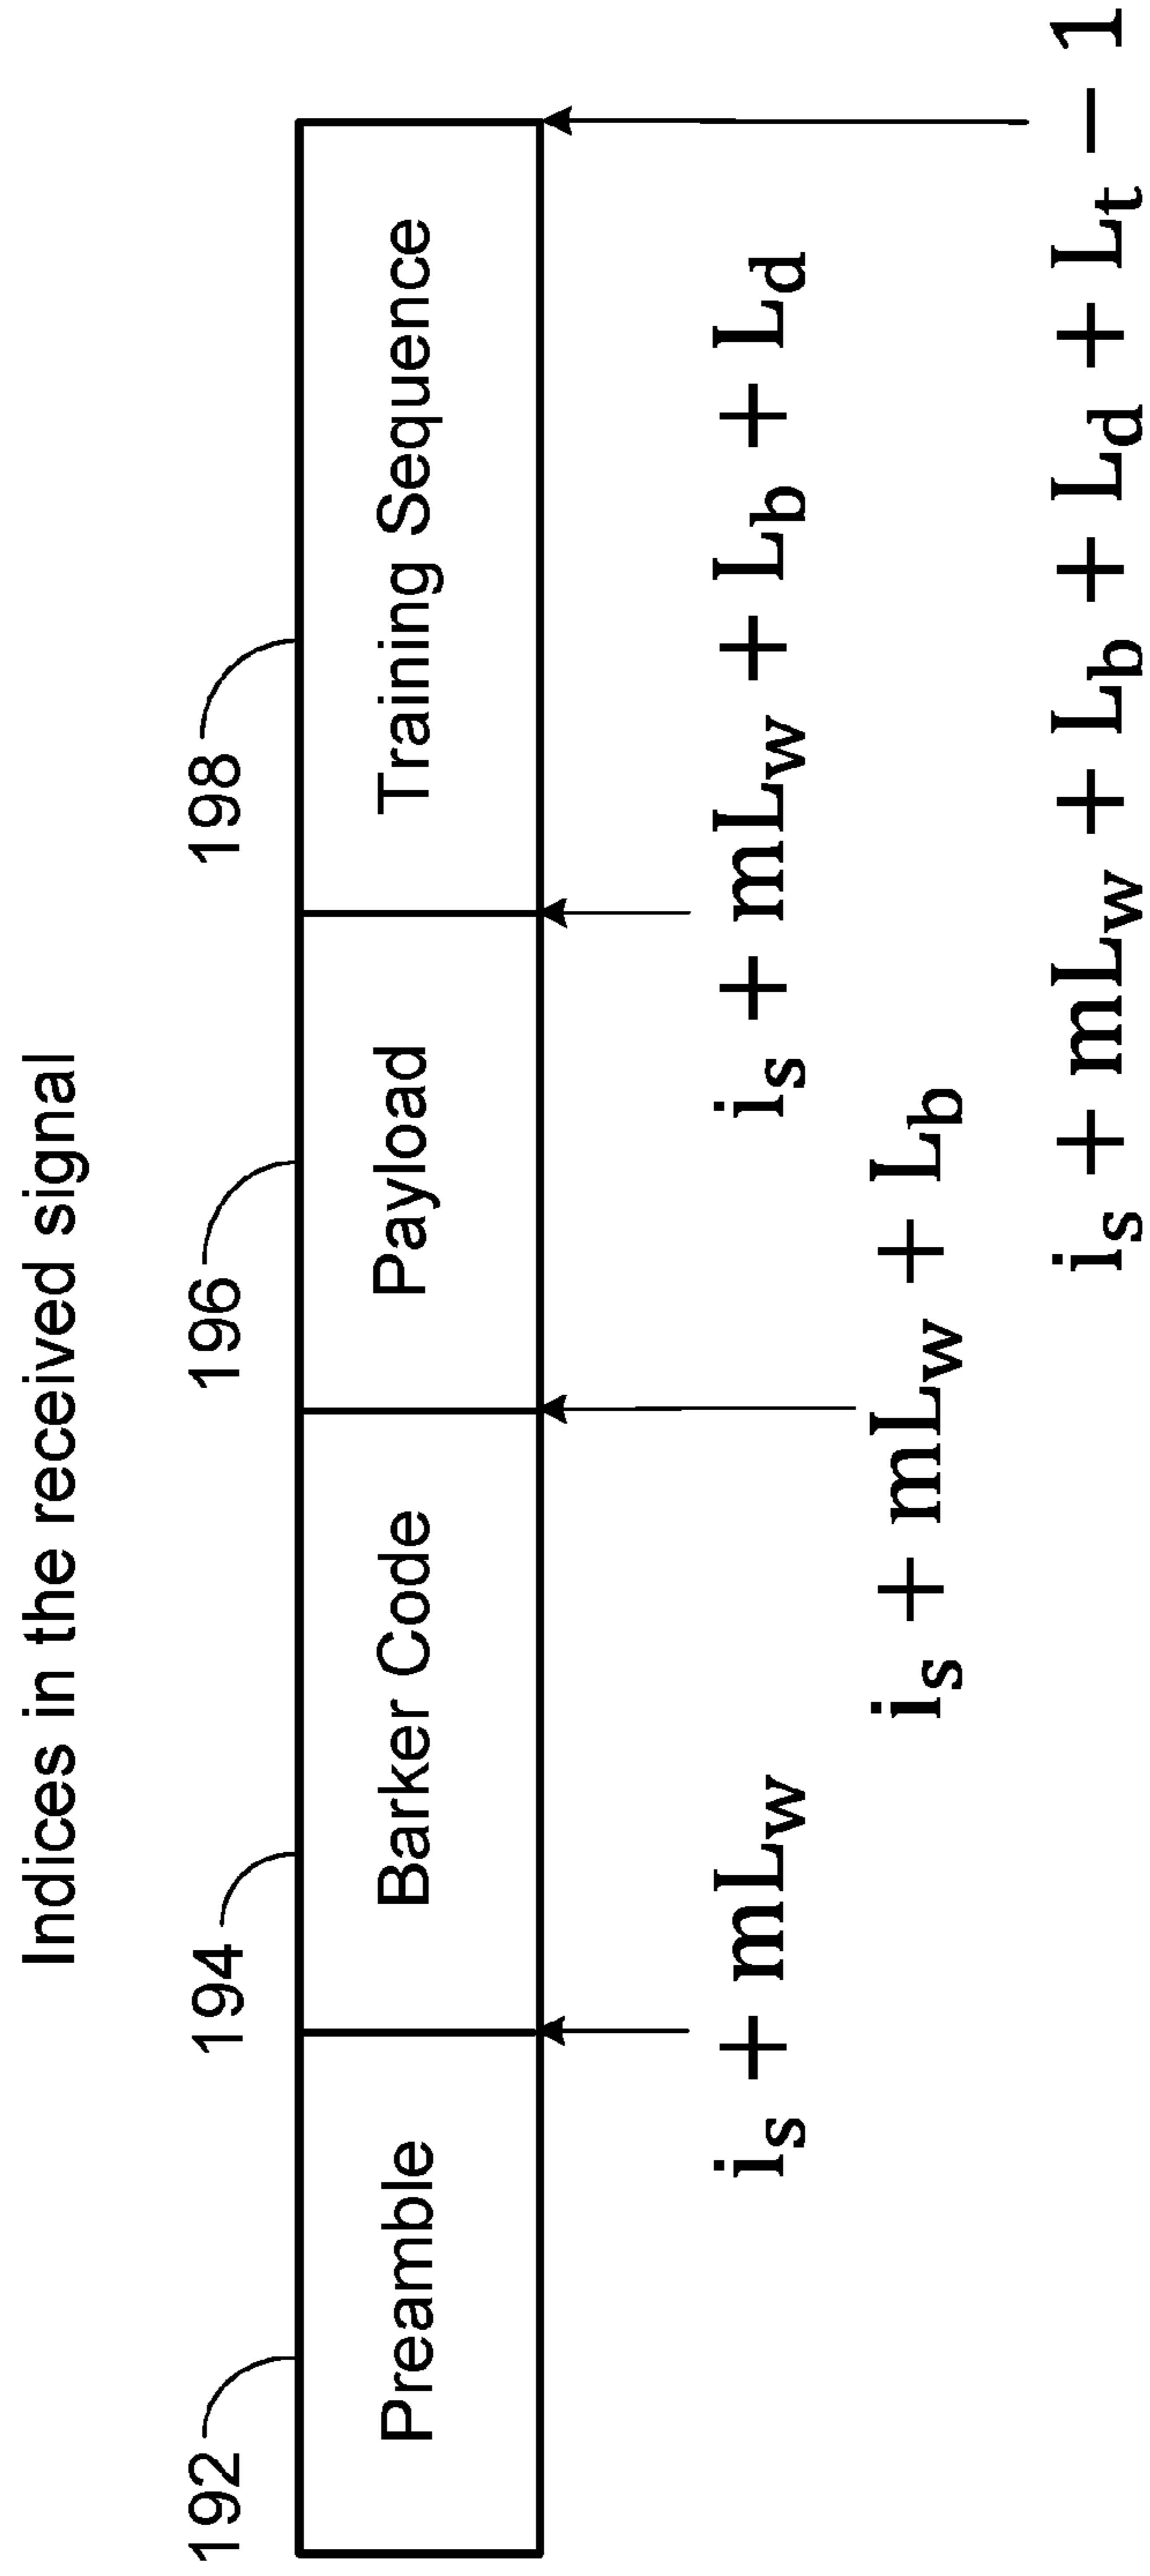 Indices in the received signal
192 194 196 198
Preamble Barker Code Payload Training Sequence
i_s + mL_w i_s + mL_w + L_b + L_d
i_s + mL_w + L_b
i_s + mL_w + L_b + L_d + L_t − 1